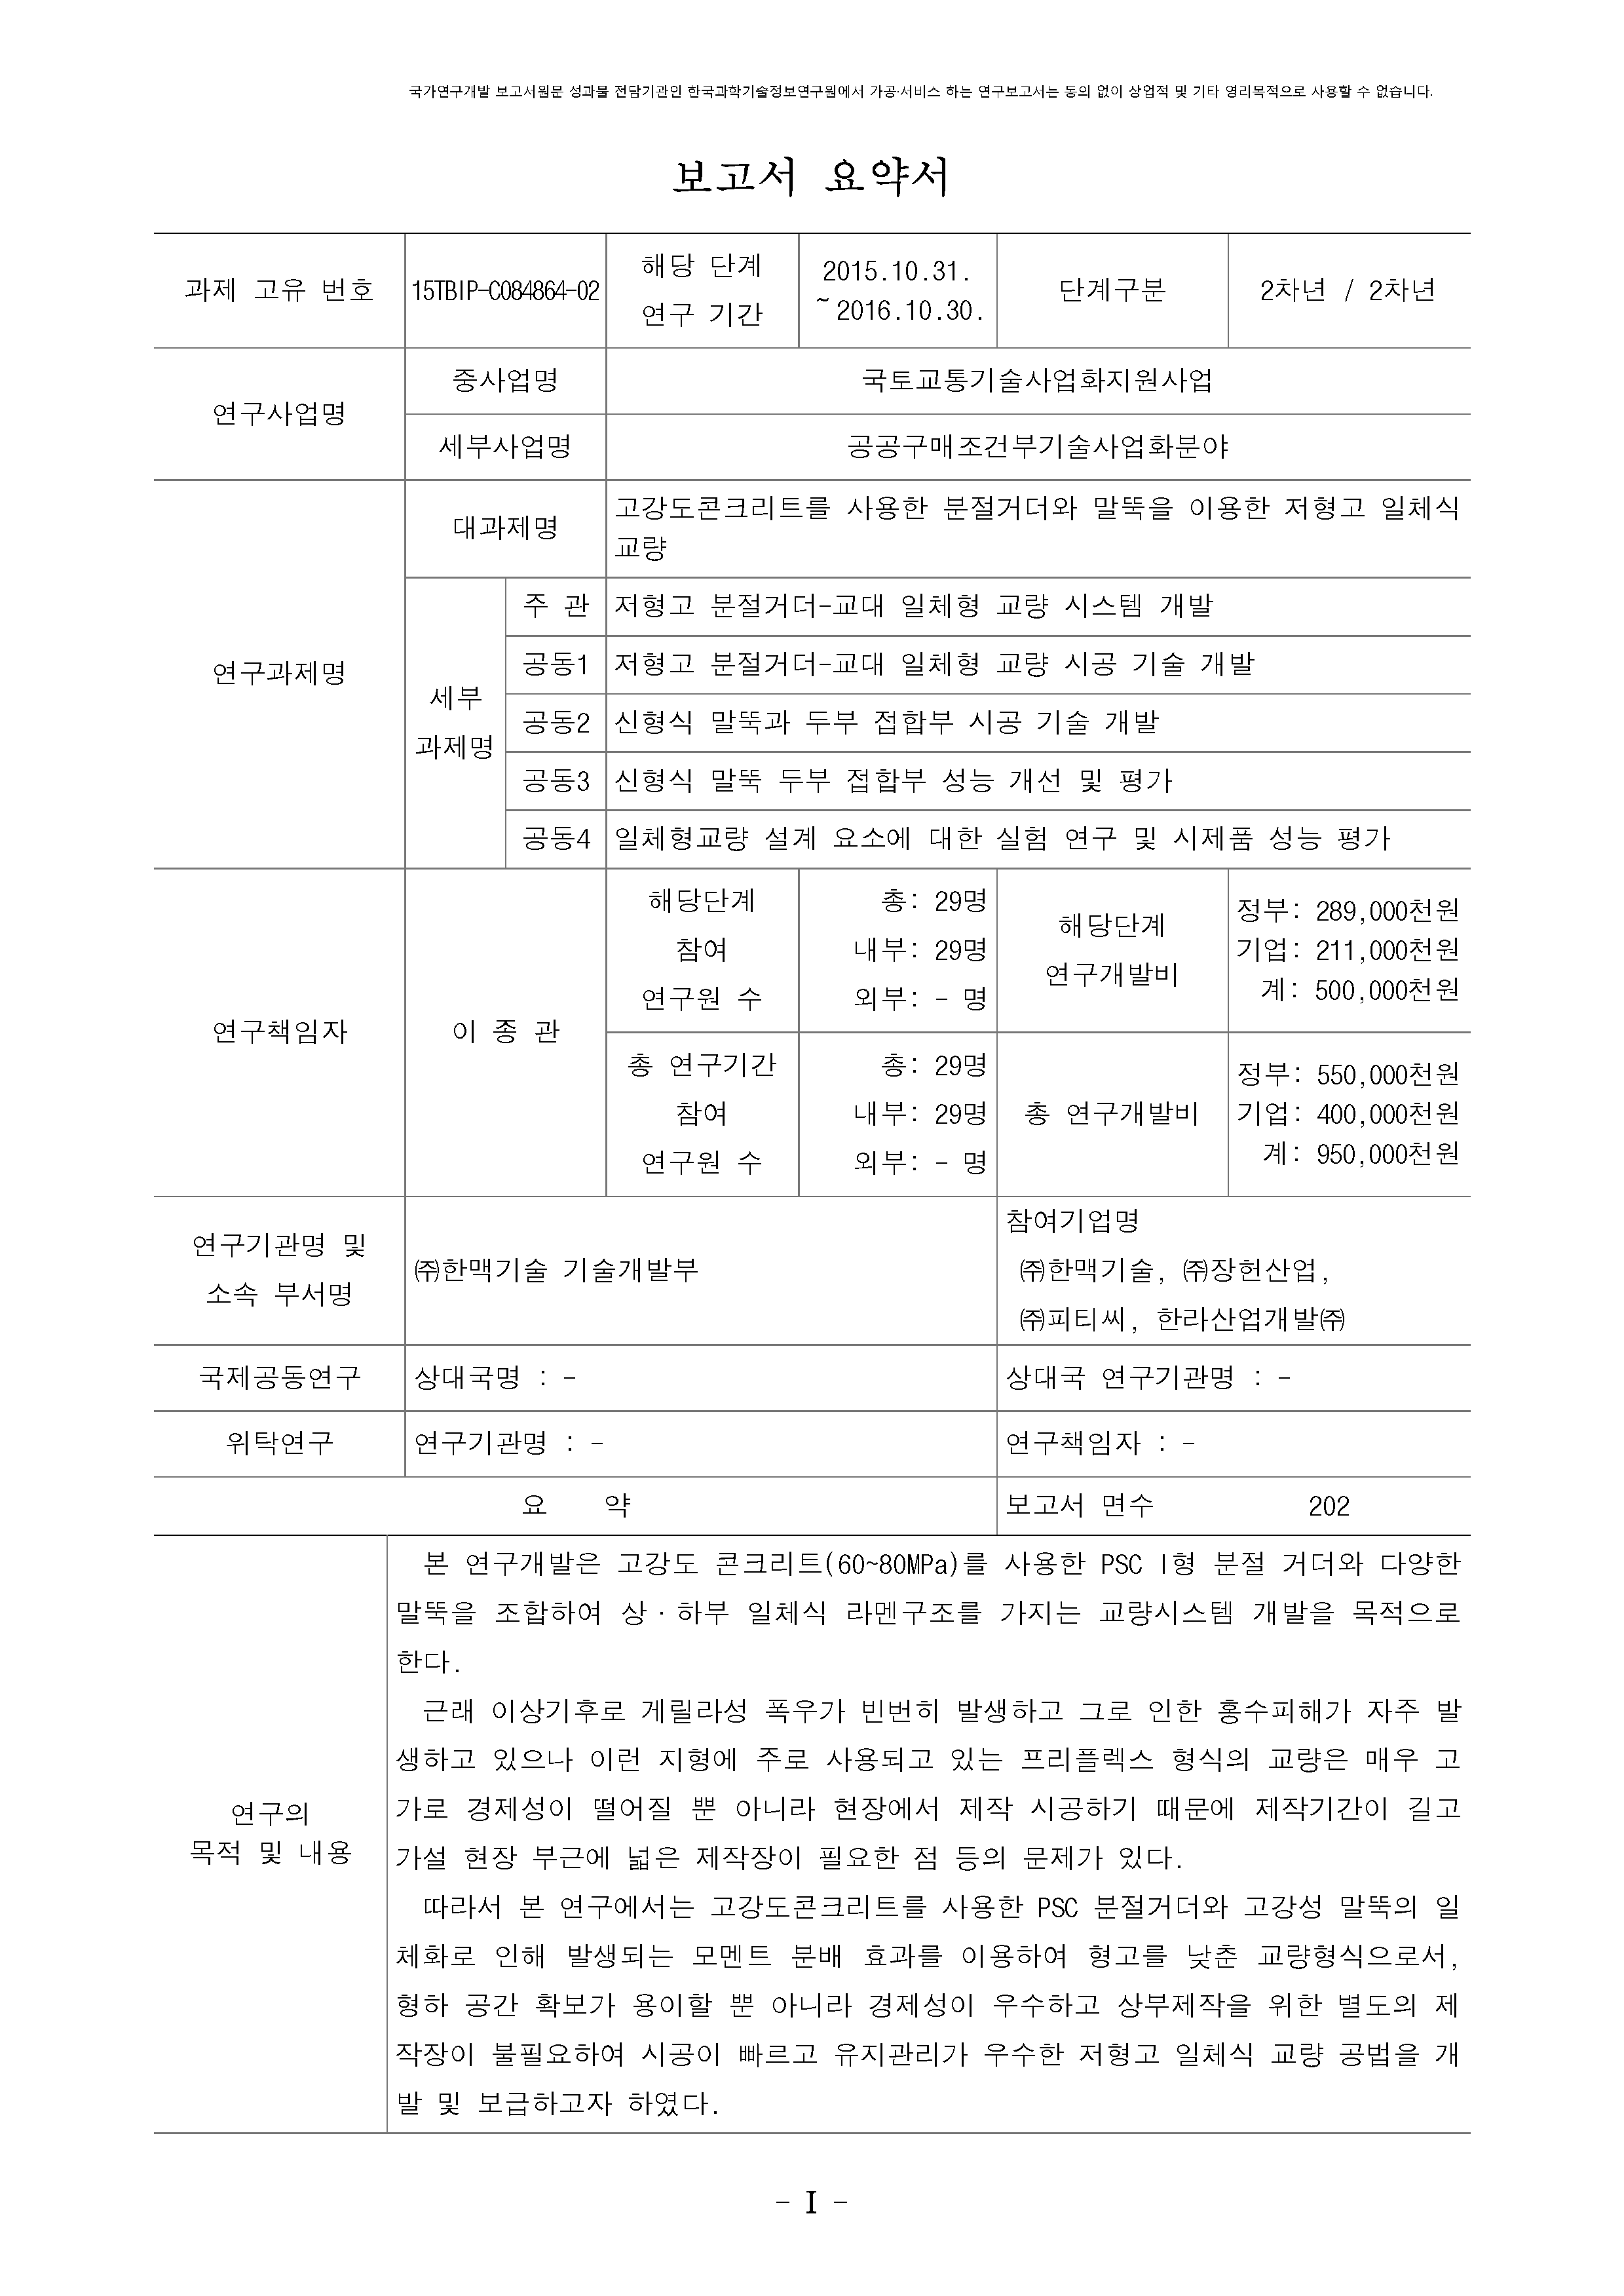 국가연구개발 보고서원문 성과물 전담기관인 한국과학기술정보연구원에서 가공·서비스 하는 연구보고서는 동의 없이 상업적 및 기타 영리목적으로 사용할 수 없습니다.
보고서 요약서
과제 고유 번호
15TBIP-C084864-02
해당 단계
연구 기간
2015.10.31.
~2016.10.30.
단계구분
2차년 / 2차년
연구사업명
중사업명
국토교통기술사업화지원사업
세부사업명
공공구매조건부기술사업화분야
연구과제명
대과제명
고강도콘크리트를 사용한 분절거더와 말뚝을 이용한 저형고 일체식
교량
세부
과제명
주 관
저형고 분절거더-교대 일체형 교량 시스템 개발
공동1
저형고 분절거더-교대 일체형 교량 시공 기술 개발
공동2
신형식 말뚝과 두부 접합부 시공 기술 개발
공동3
신형식 말뚝 두부 접합부 성능 개선 및 평가
공동4
일체형교량 설계 요소에 대한 실험 연구 및 시제품 성능 평가
연구책임자
이 종 관
해당단계
참여
연구원 수
총: 29명
내부: 29명
외부: - 명
해당단계
연구개발비
정부: 289,000천원
기업: 211,000천원
계: 500,000천원
총 연구기간
참여
연구원 수
총: 29명
내부: 29명
외부: - 명
총 연구개발비
정부: 550,000천원
기업: 400,000천원
계: 950,000천원
연구기관명 및
소속 부서명
㈜한맥기술 기술개발부
참여기업명
㈜한맥기술, ㈜장헌산업,
㈜피티씨, 한라산업개발㈜
국제공동연구
상대국명 : -
상대국 연구기관명 : -
위탁연구
연구기관명 : -
연구책임자 : -
요 약
보고서 면수 202
연구의
목적 및 내용
본 연구개발은 고강도 콘크리트(60~80MPa)를 사용한 PSC I형 분절 거더와 다양한
말뚝을 조합하여 상·하부 일체식 라멘구조를 가지는 교량시스템 개발을 목적으로
한다.
근래 이상기후로 게릴라성 폭우가 빈번히 발생하고 그로 인한 홍수피해가 자주 발
생하고 있으나 이런 지형에 주로 사용되고 있는 프리플렉스 형식의 교량은 매우 고
가로 경제성이 떨어질 뿐 아니라 현장에서 제작 시공하기 때문에 제작기간이 길고
가설 현장 부근에 넓은 제작장이 필요한 점 등의 문제가 있다.
따라서 본 연구에서는 고강도콘크리트를 사용한 PSC 분절거더와 고강성 말뚝의 일
체화로 인해 발생되는 모멘트 분배 효과를 이용하여 형고를 낮춘 교량형식으로서,
형하 공간 확보가 용이할 뿐 아니라 경제성이 우수하고 상부제작을 위한 별도의 제
작장이 불필요하여 시공이 빠르고 유지관리가 우수한 저형고 일체식 교량 공법을 개
발 및 보급하고자 하였다.
- I -